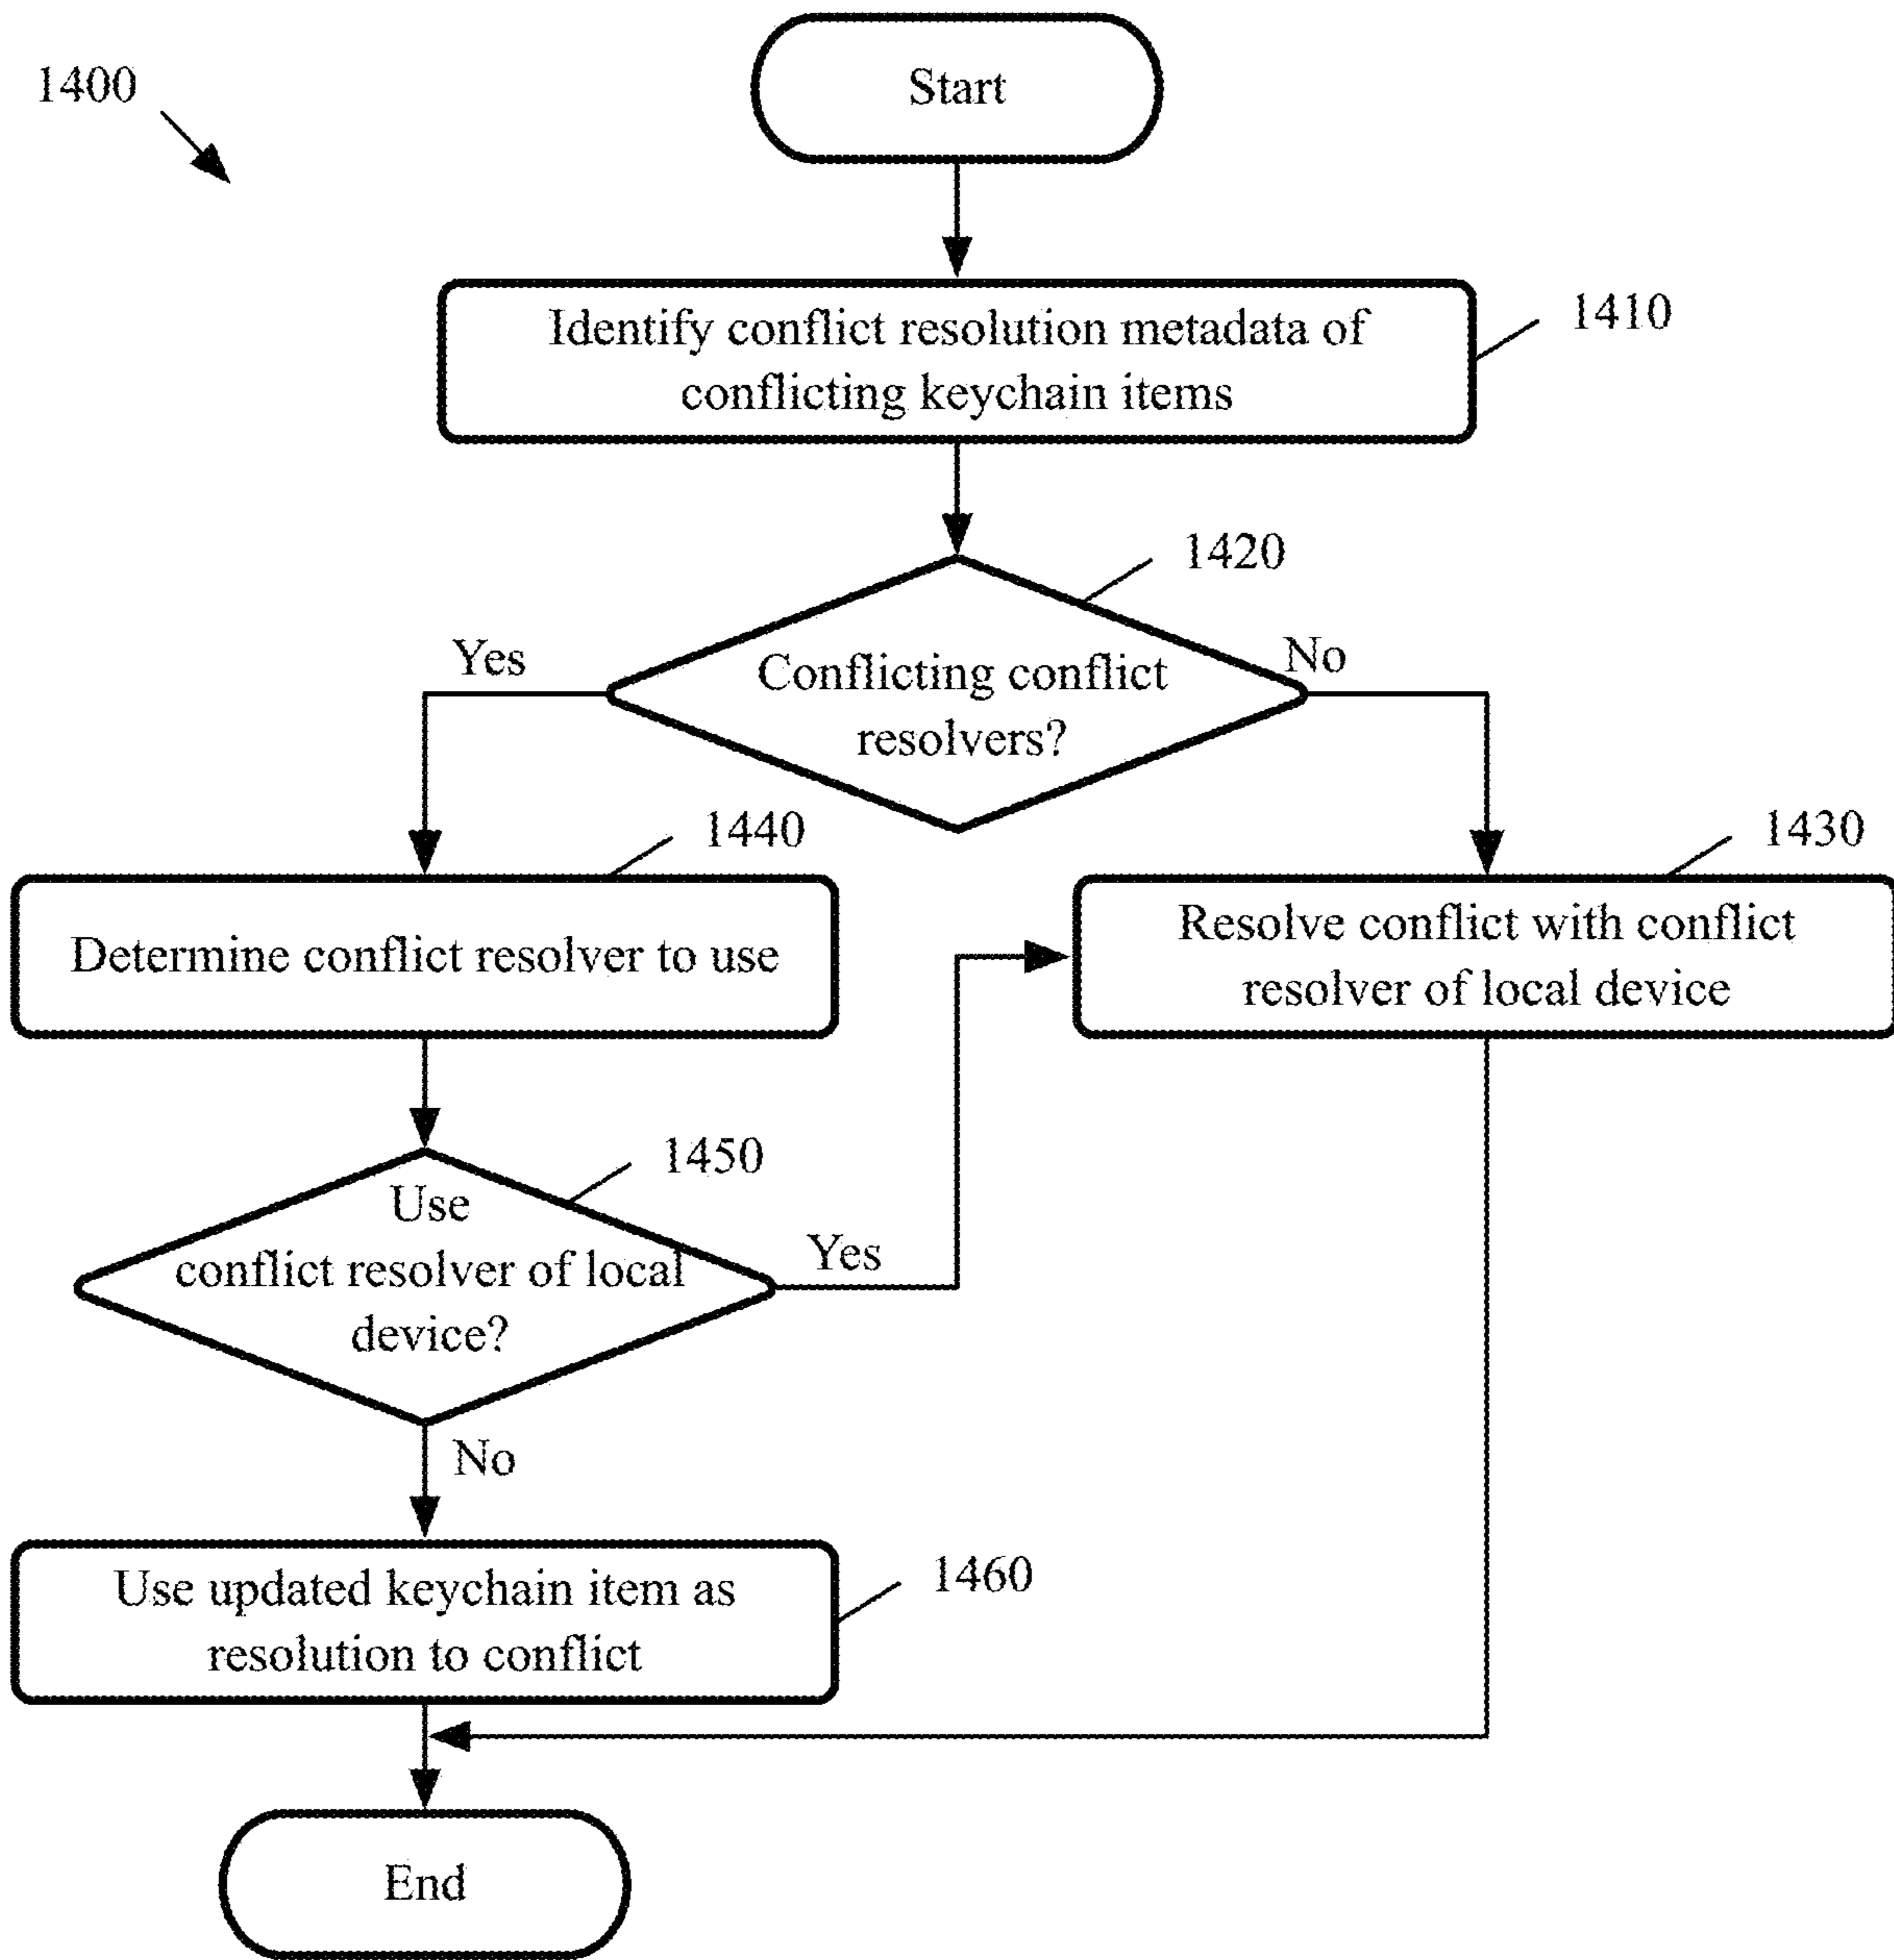 1400
Start
Identify conflict resolution metadata of
conflicting keychain items
1410
1420
Yes
No
Conflicting conflict
resolvers?
1440
1430
Determine conflict resolver to use
Resolve conflict with conflict
resolver of local device
1450
Use
conflict resolver of local
device?
Yes
No
Use updated keychain item as
resolution to conflict
1460
End